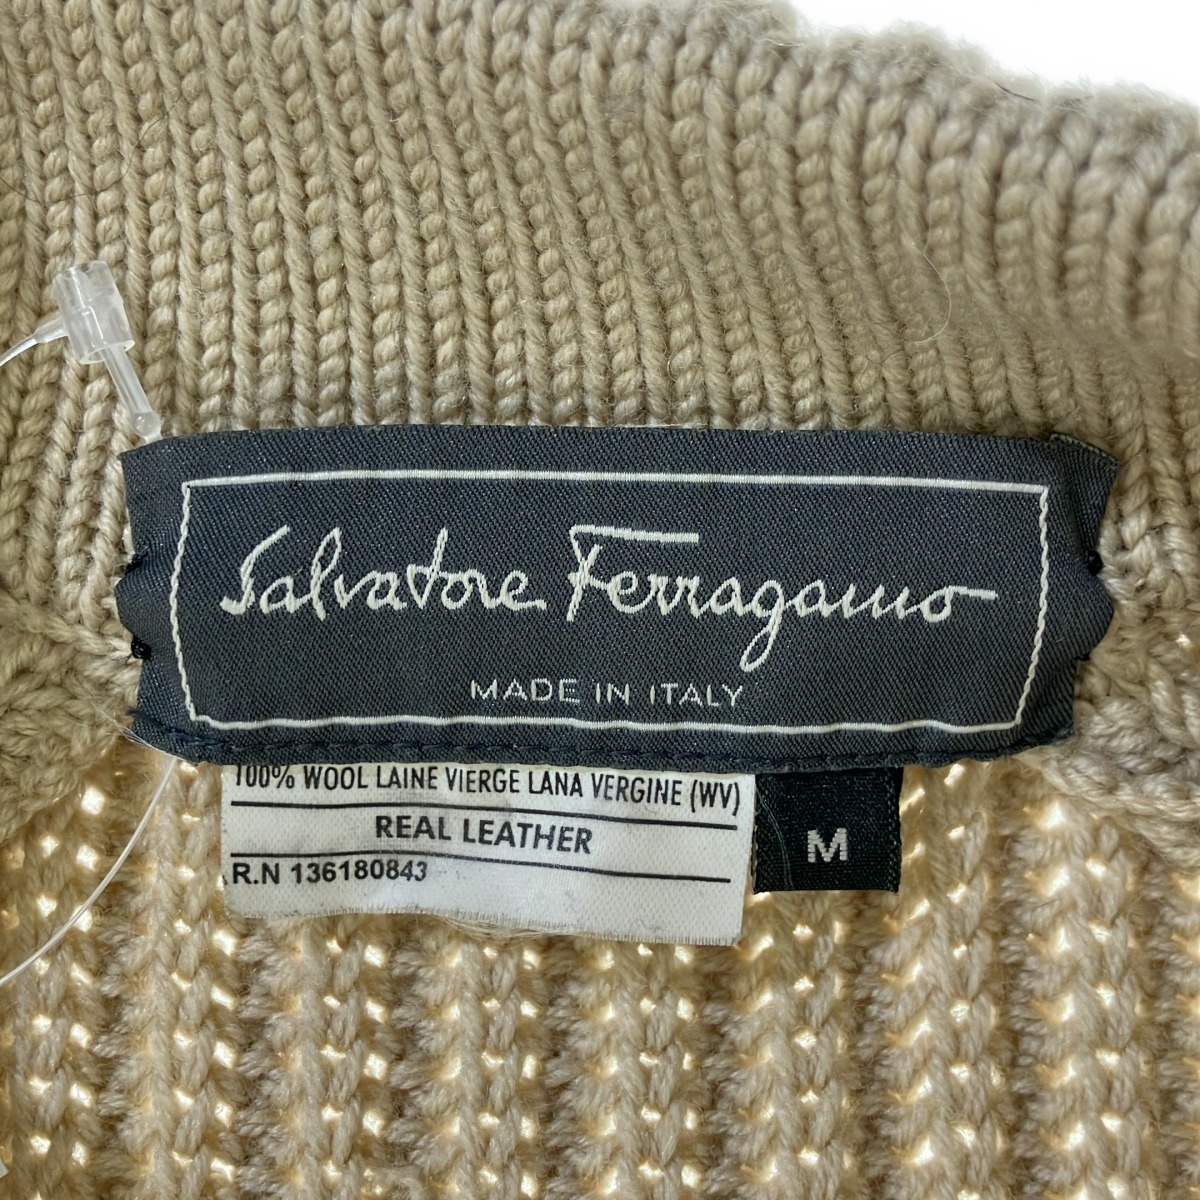 Salvatore Ferragamo
MADE IN ITALY
100% WOOL LAINE VIERGE LANA VERGINE (WV)
REAL LEATHER
R.N 136180843
M